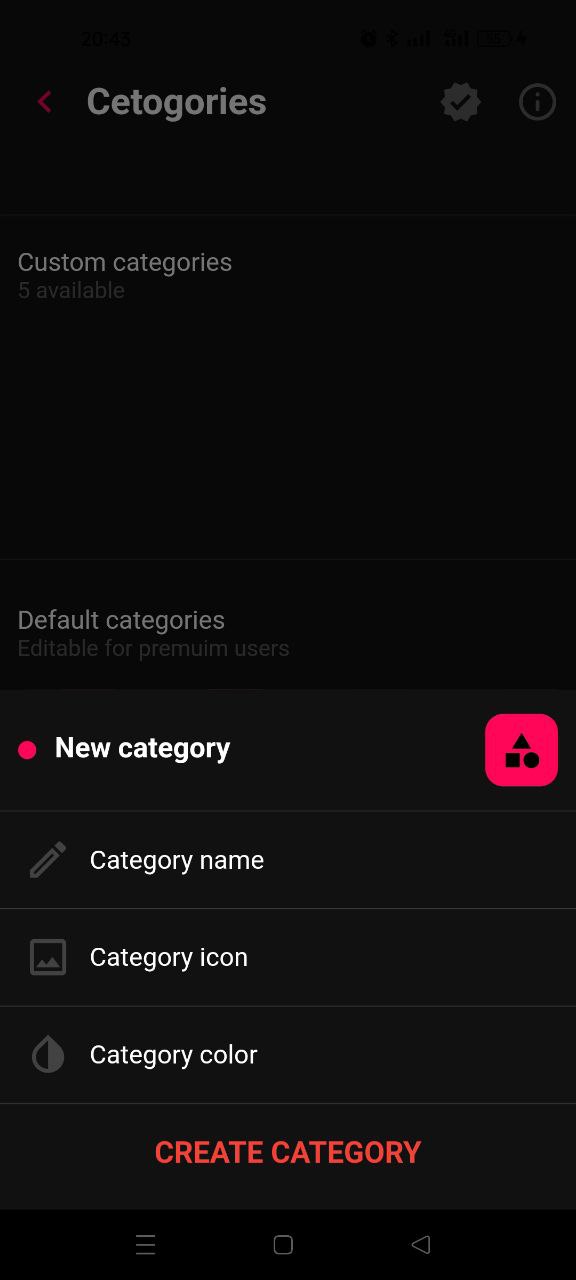 20:43
Cetogories
Custom categories
5 available
Default categories
Editable for premuim users
New category
Category name
Category icon
Category color
CREATE CATEGORY